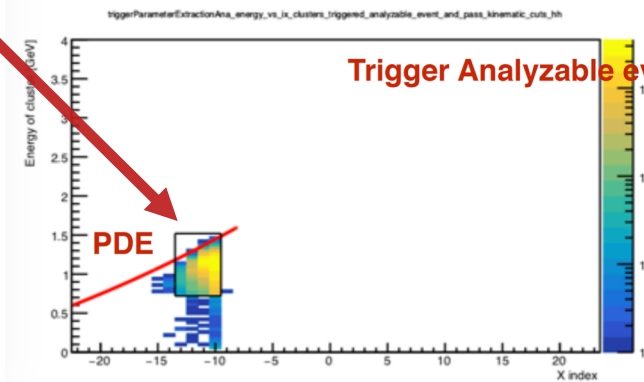 triggerParameterExtractionAna_energy_vs_ix_clusters_triggered_analyzable_event_and_pass_kinematic_cuts_hh
Trigger Analyzable ev
Energy of cluster [GeV]
4
3.5
3
2.5
2
1.5
1
0.5
0
PDE
−20 −15 −10 −5 0 5 10 15 20
X index